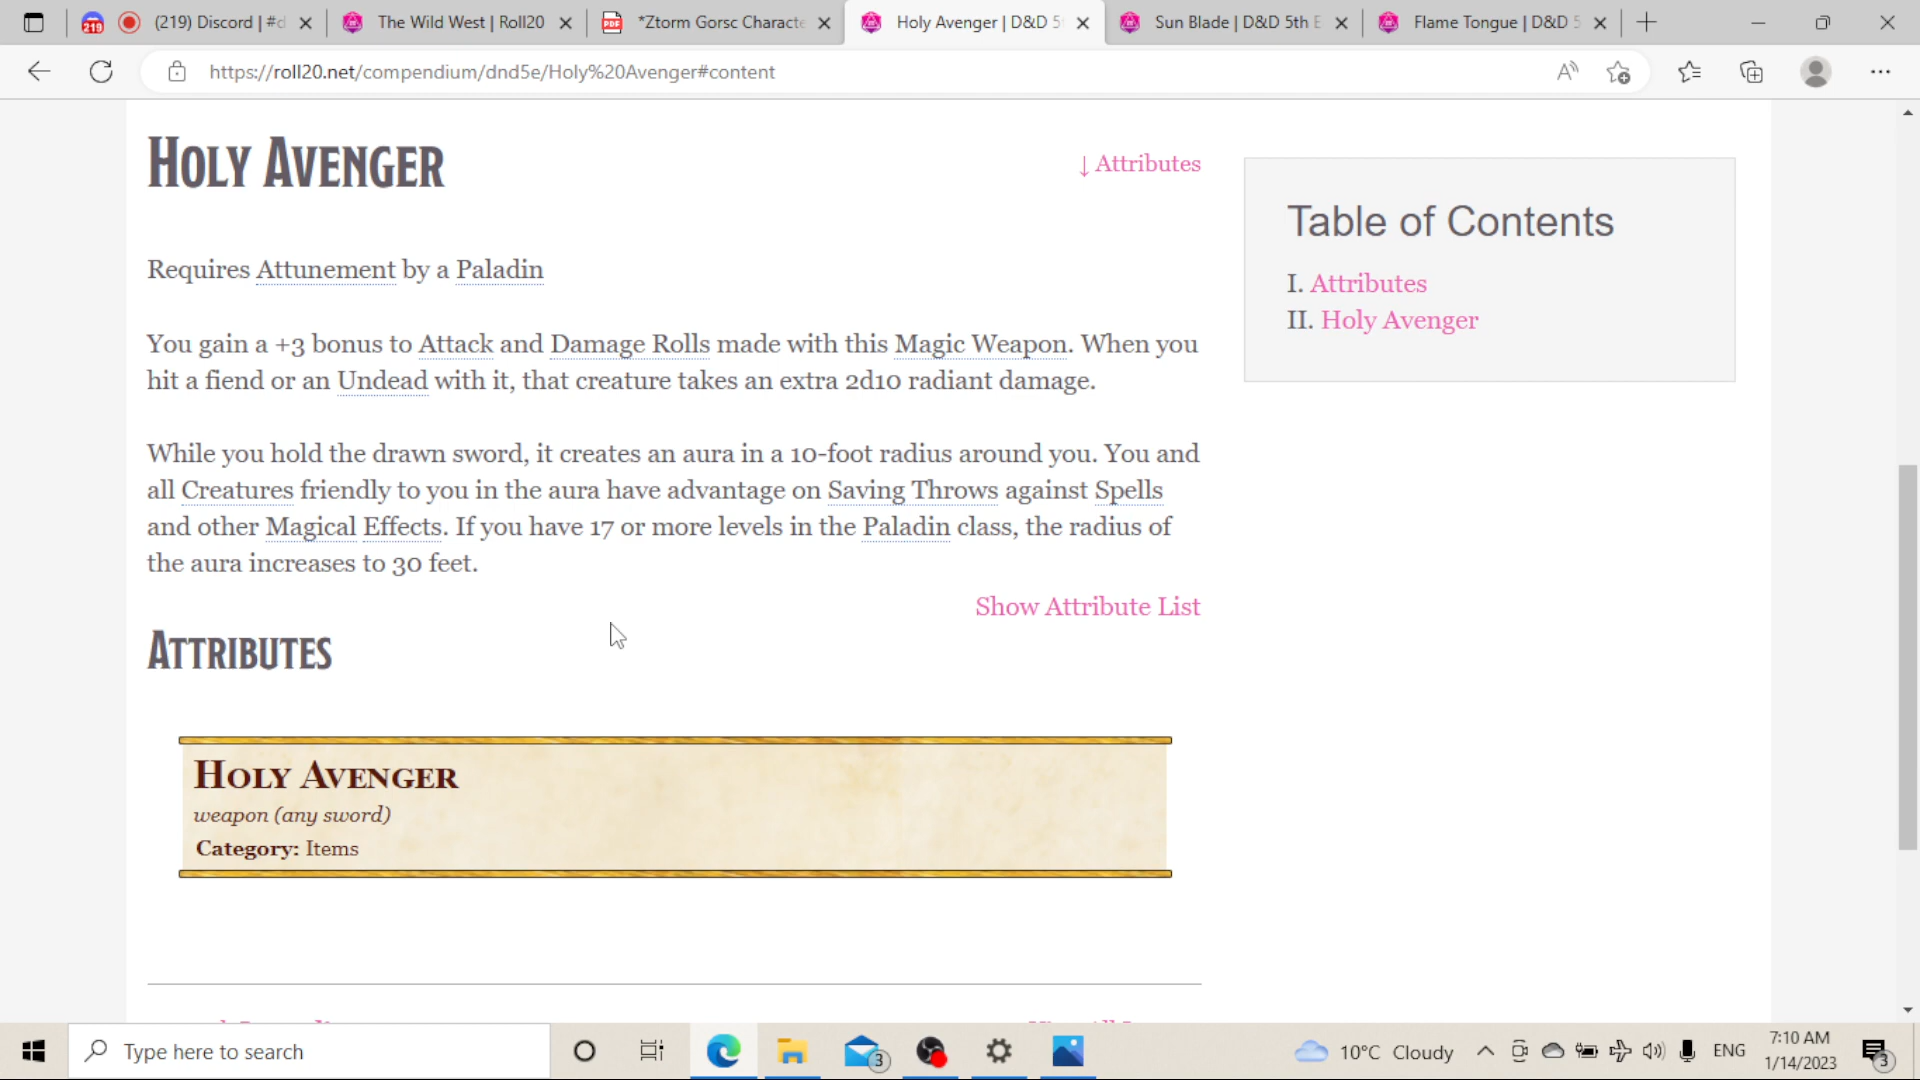 219
(219) Discord | #d
The Wild West | Roll20
PDF
*Ztorm Gorsc Characte
Holy Avenger | D&D 5
Sun Blade | D&D 5th E
Flame Tongue | D&D 5
https://roll20.net/compendium/dnd5e/Holy%20Avenger#content
HOLY AVENGER
↓ Attributes
Requires Attunement by a Paladin
You gain a +3 bonus to Attack and Damage Rolls made with this Magic Weapon. When you
hit a fiend or an Undead with it, that creature takes an extra 2d10 radiant damage.
While you hold the drawn sword, it creates an aura in a 10-foot radius around you. You and
all Creatures friendly to you in the aura have advantage on Saving Throws against Spells
and other Magical Effects. If you have 17 or more levels in the Paladin class, the radius of
the aura increases to 30 feet.
Show Attribute List
ATTRIBUTES
HOLY AVENGER
weapon (any sword)
Category: Items
Table of Contents
I. Attributes
II. Holy Avenger
Type here to search
3
10°C Cloudy
ENG
7:10 AM
1/14/2023
3